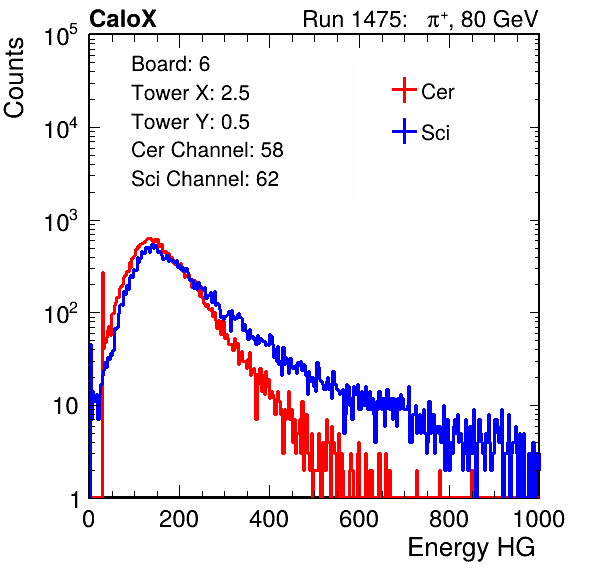 CaloX Run 1475: π⁺, 80 GeV
Counts
10⁵
10⁴
10³
10²
10
1
Board: 6
Tower X: 2.5
Tower Y: 0.5
Cer Channel: 58
Sci Channel: 62
Cer
Sci
0 200 400 600 800 1000
Energy HG